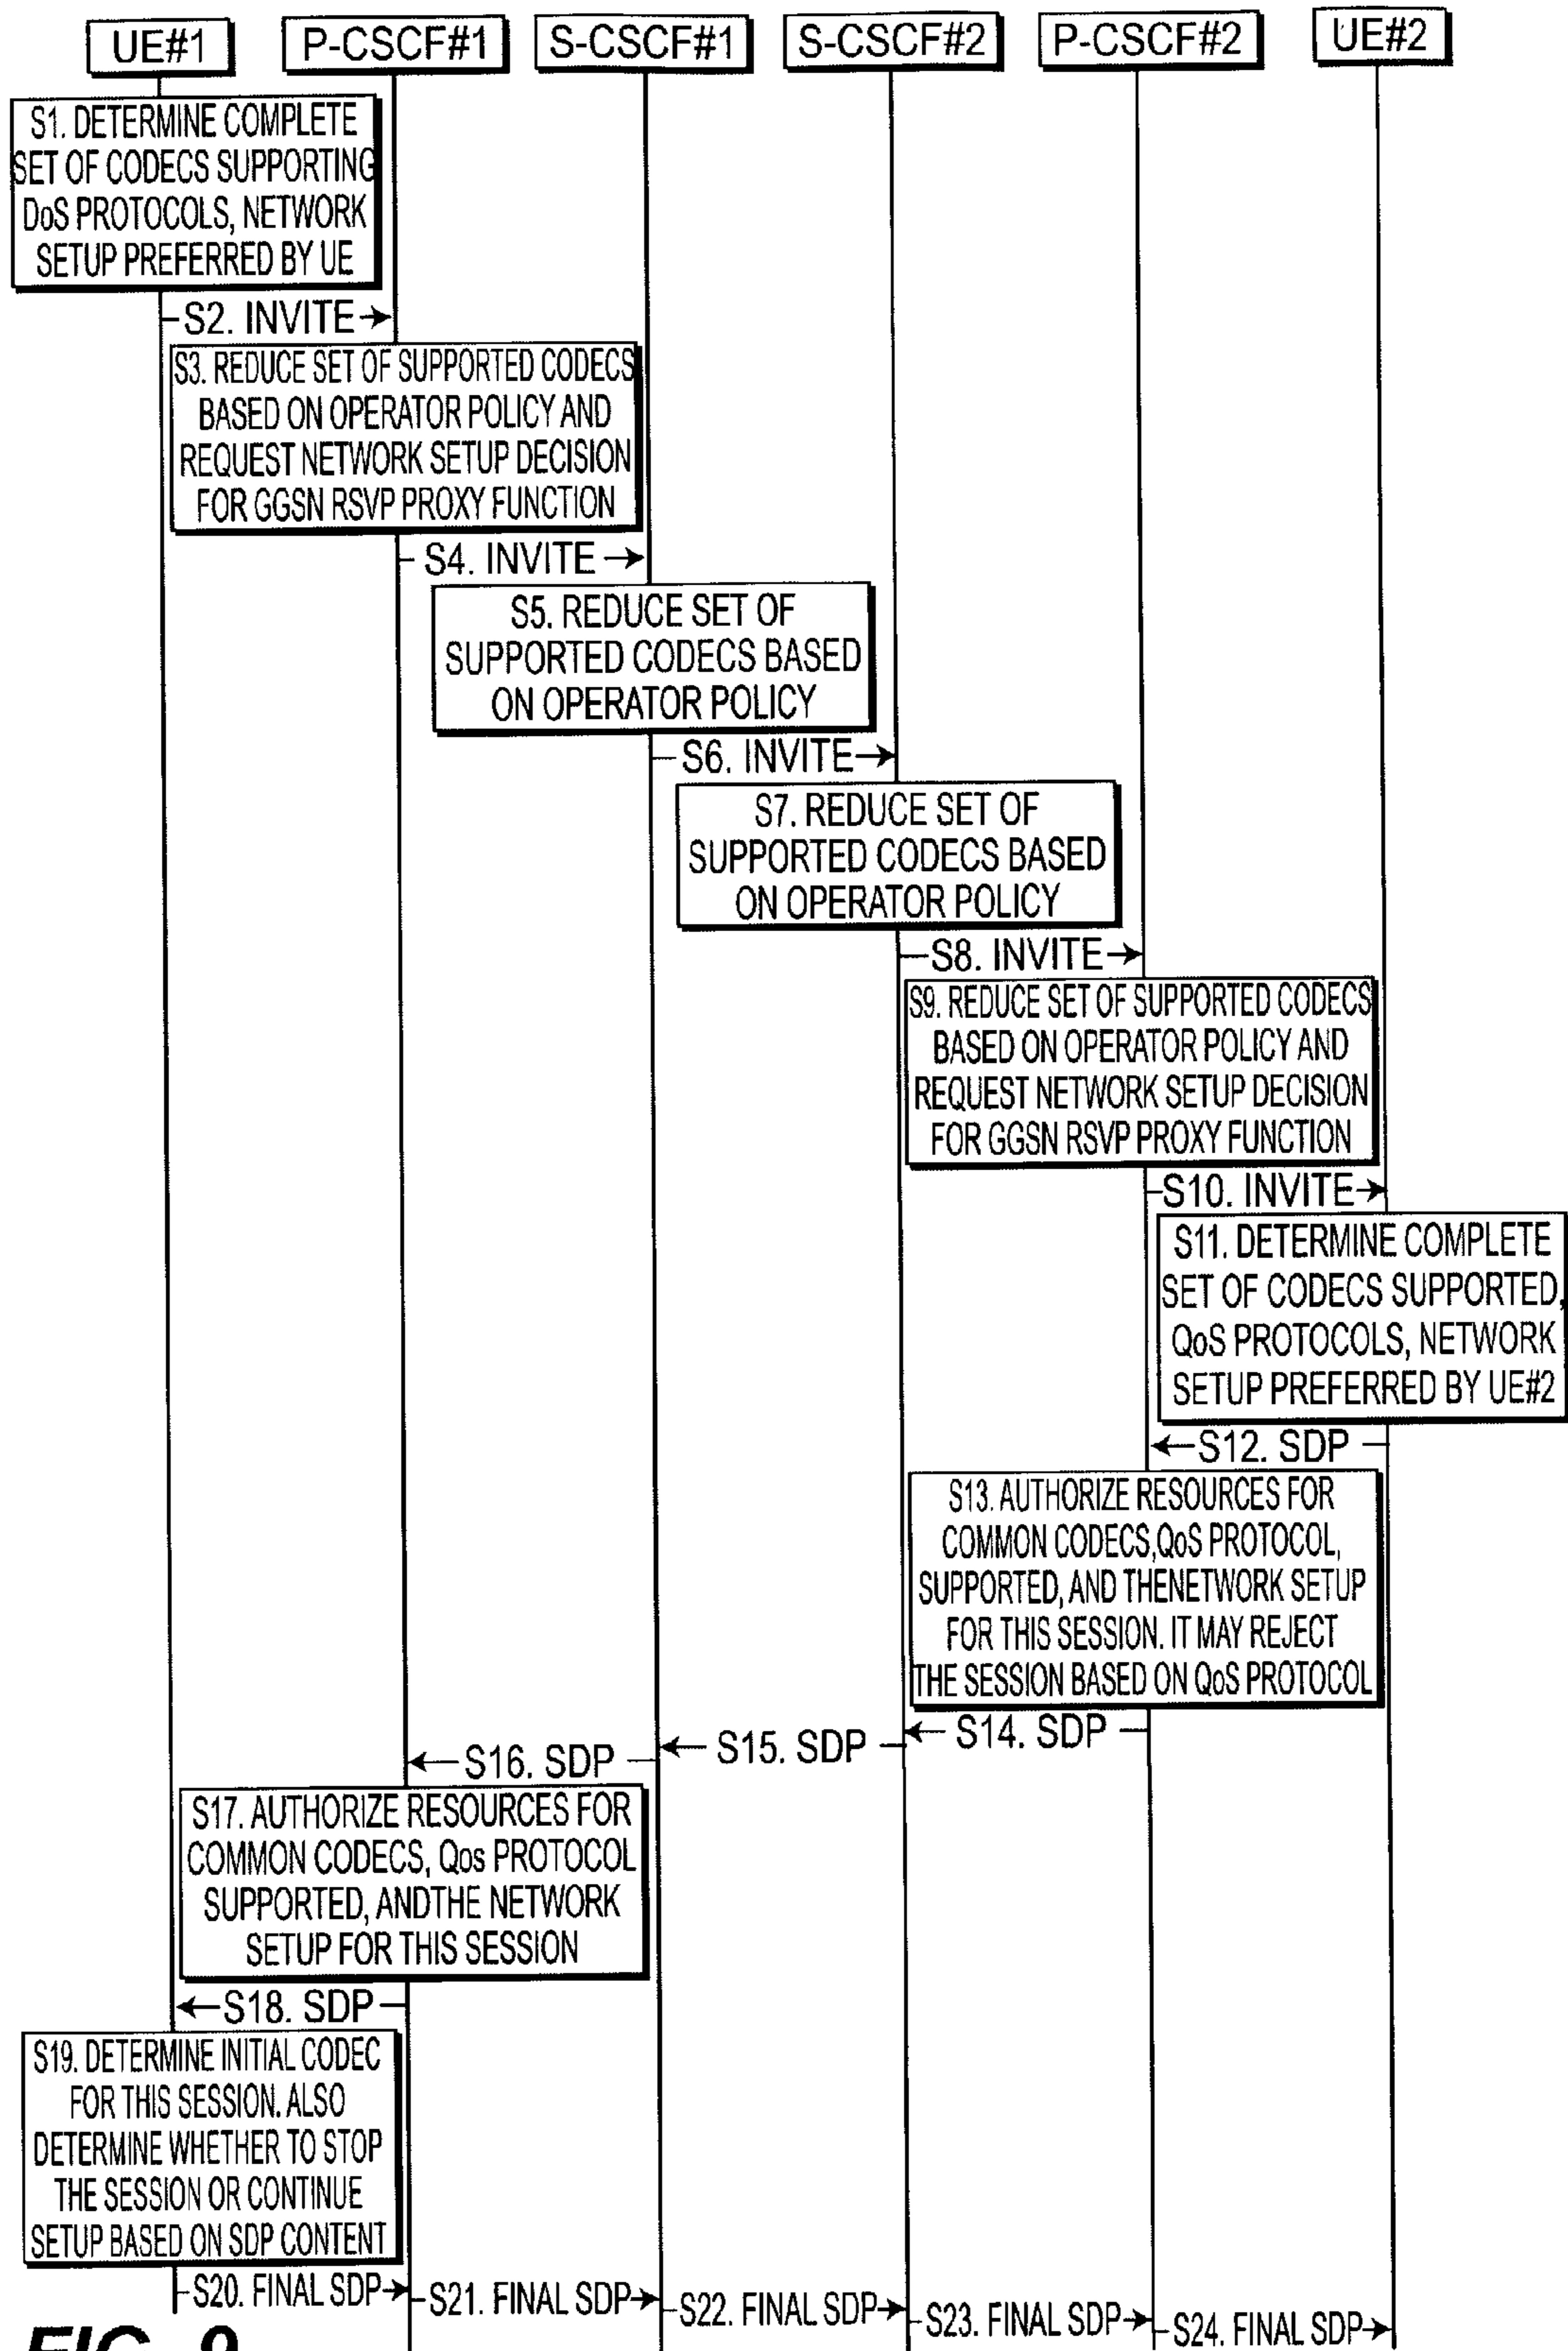 UE#1
P-CSCF#1
S-CSCF#1
S-CSCF#2
P-CSCF#2
UE#2
S1. DETERMINE COMPLETE
SET OF CODECS SUPPORTING
DoS PROTOCOLS, NETWORK
SETUP PREFERRED BY UE
S2. INVITE
S3. REDUCE SET OF SUPPORTED CODECS
BASED ON OPERATOR POLICY AND
REQUEST NETWORK SETUP DECISION
FOR GGSN RSVP PROXY FUNCTION
S4. INVITE
S5. REDUCE SET OF
SUPPORTED CODECS BASED
ON OPERATOR POLICY
S6. INVITE
S7. REDUCE SET OF
SUPPORTED CODECS BASED
ON OPERATOR POLICY
S8. INVITE
S9. REDUCE SET OF SUPPORTED CODECS
BASED ON OPERATOR POLICY AND
REQUEST NETWORK SETUP DECISION
FOR GGSN RSVP PROXY FUNCTION
S10. INVITE
S11. DETERMINE COMPLETE
SET OF CODECS SUPPORTED,
QoS PROTOCOLS, NETWORK
SETUP PREFERRED BY UE#2
S12. SDP
S13. AUTHORIZE RESOURCES FOR
COMMON CODECS,QoS PROTOCOL,
SUPPORTED, AND THENETWORK SETUP
FOR THIS SESSION. IT MAY REJECT
THE SESSION BASED ON QoS PROTOCOL
S14. SDP
S15. SDP
S16. SDP
S17. AUTHORIZE RESOURCES FOR
COMMON CODECS, Qos PROTOCOL
SUPPORTED, ANDTHE NETWORK
SETUP FOR THIS SESSION
S18. SDP
S19. DETERMINE INITIAL CODEC
FOR THIS SESSION. ALSO
DETERMINE WHETHER TO STOP
THE SESSION OR CONTINUE
SETUP BASED ON SDP CONTENT
S20. FINAL SDP
S21. FINAL SDP
S22. FINAL SDP
S23. FINAL SDP
S24. FINAL SDP
FIG. 9